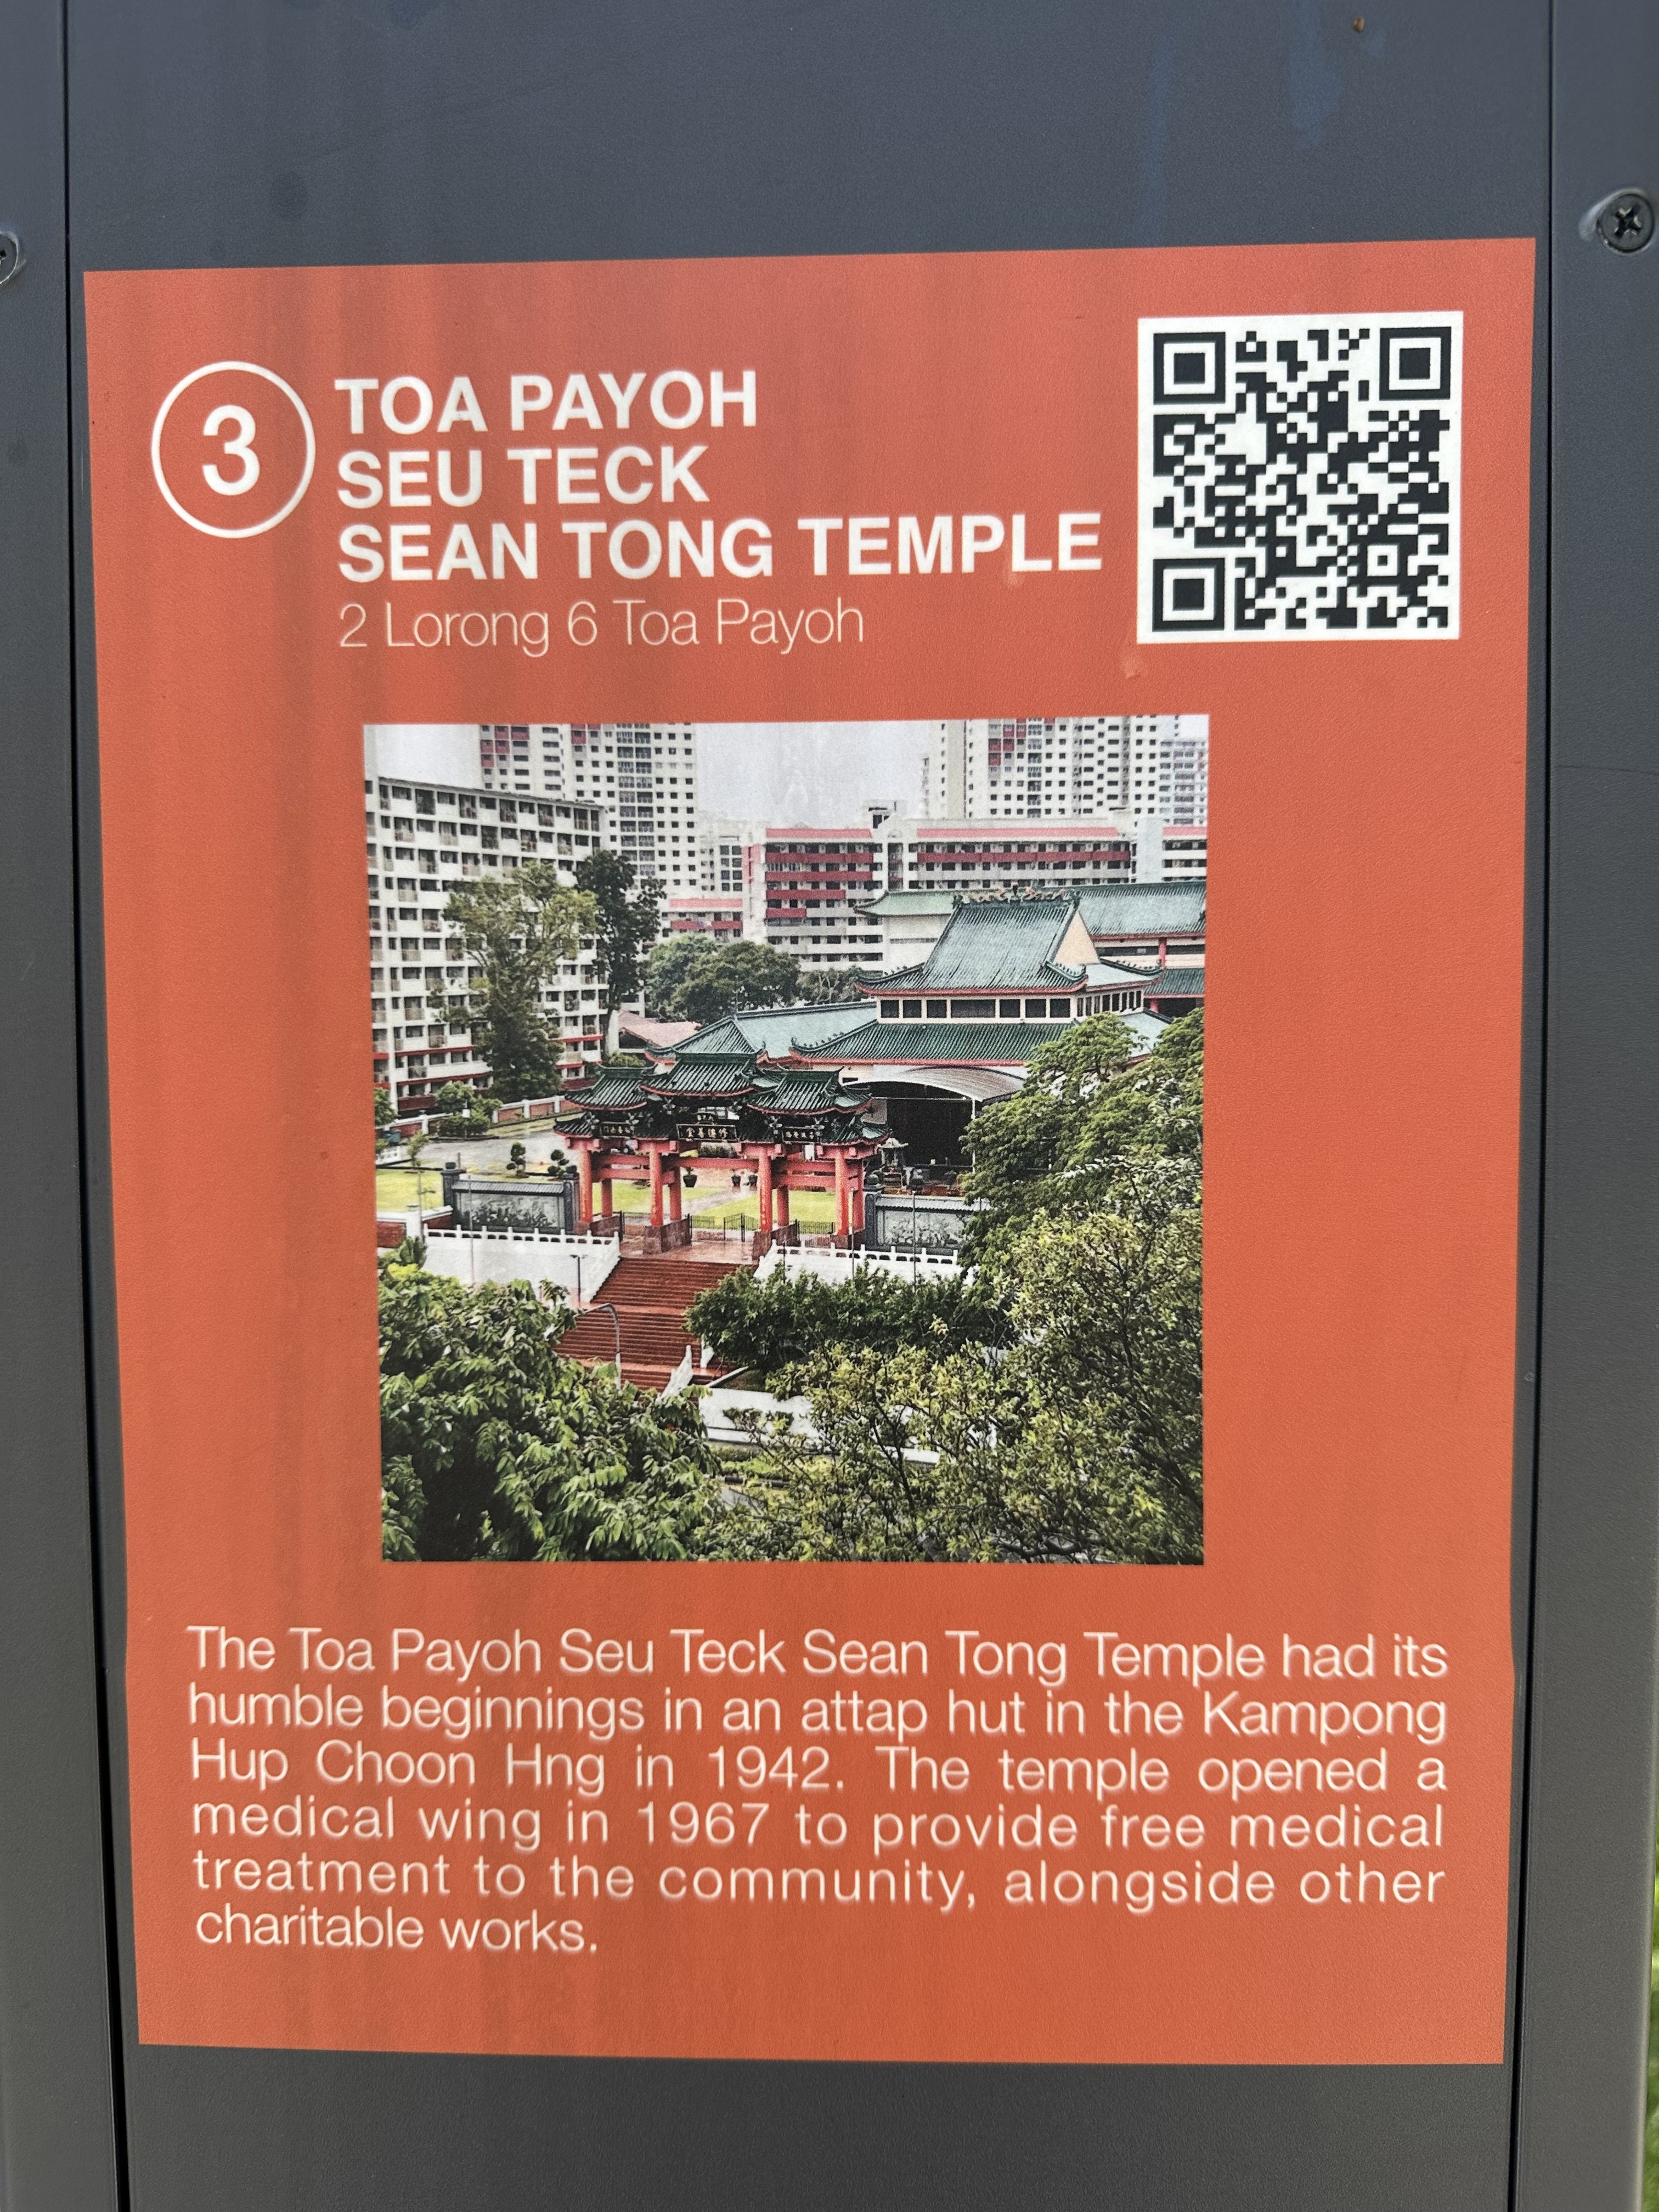 3
TOA PAYOH
SEU TECK
SEAN TONG TEMPLE
2 Lorong 6 Toa Payoh
The Toa Payoh Seu Teck Sean Tong Temple had its
humble beginnings in an attap hut in the Kampong
Hup Choon Hng in 1942. The temple opened a
medical wing in 1967 to provide free medical
treatment to the community, alongside other
charitable works.